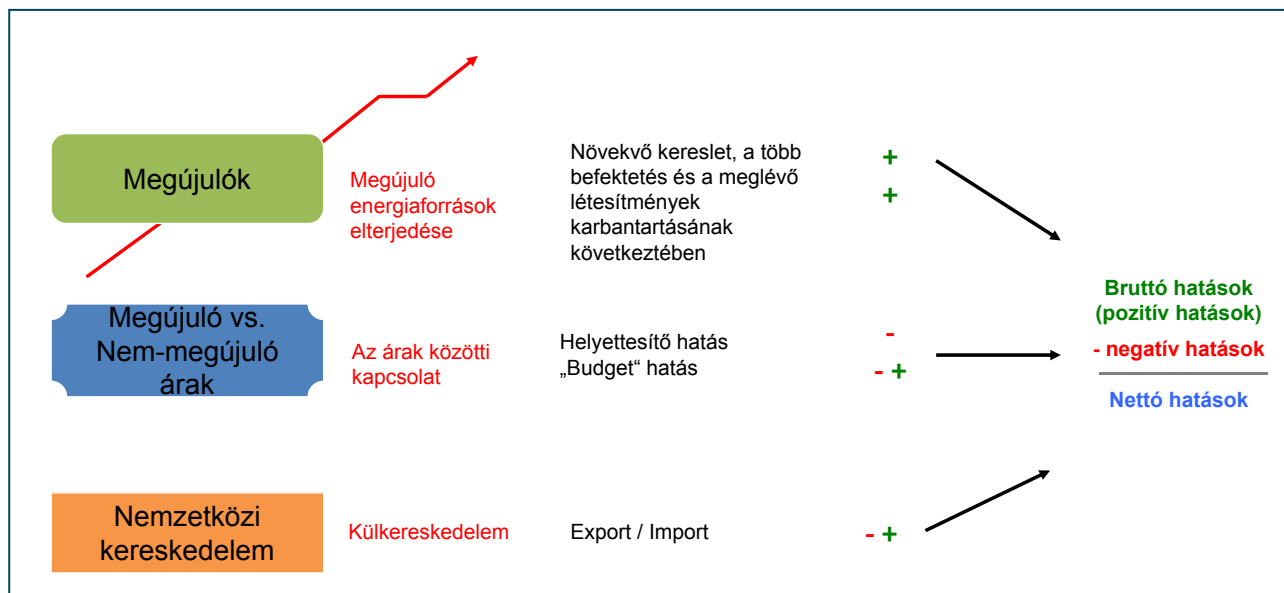 Megújulók
Megújuló
energiaforrások
elterjedése
Növekvő kereslet, a több
befektetés és a meglévő
létesítmények
karbantartásának
következtében
+
+
Megújuló vs.
Nem-megújuló
árak
Az árak közötti
kapcsolat
Helyettesítő hatás
„Budget“ hatás
-
- +
Nemzetközi
kereskedelem
Külkereskedelem
Export / Import
- +
Bruttó hatások
(pozitív hatások)
- negatív hatások
Nettó hatások